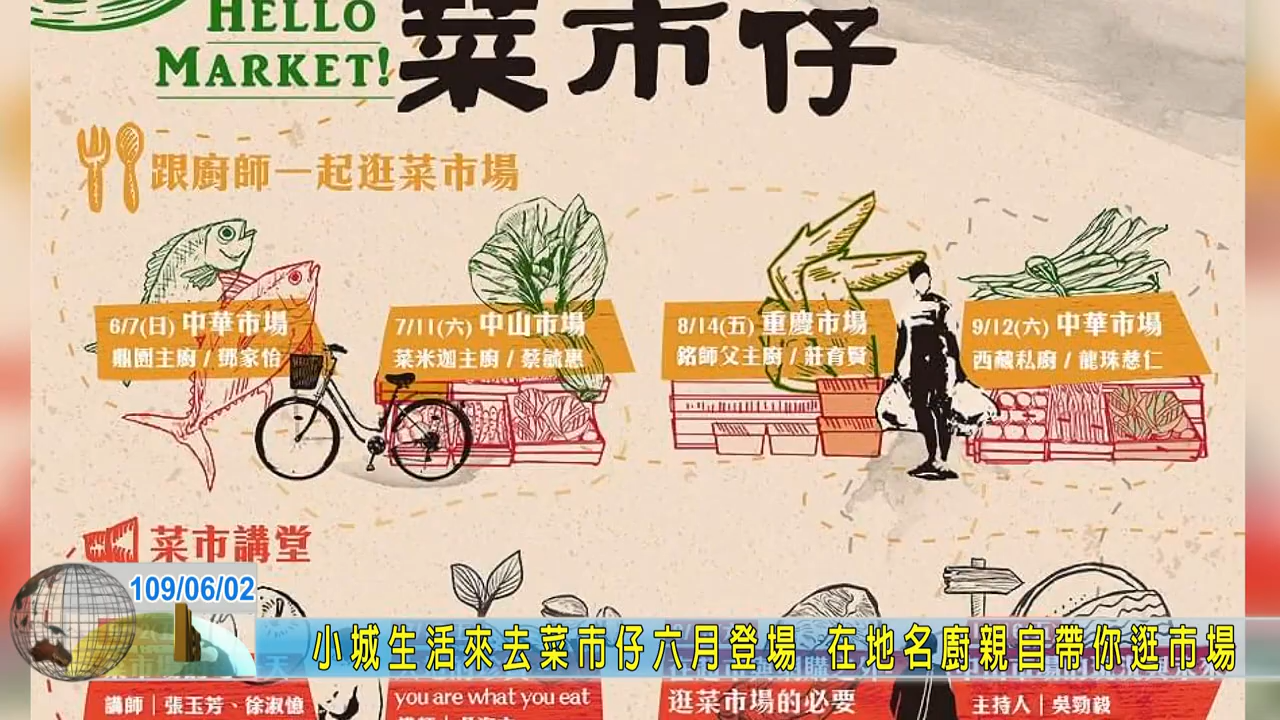 HELLO
MARKET!
菜市仔
跟廚師一起逛菜市場
6/7(日) 中華市場
鼎園主廚 / 鄧家怡
7/11(六) 中山市場
菜米迦主廚 / 蔡毓惠
8/14(五) 重慶市場
銘師父主廚 / 莊育賢
9/12(六) 中華市場
西藏私廚 / 龍珠慈仁
菜市講堂
109/06/02
小城生活來去菜市仔六月登場 在地名廚親自帶你逛市場
講師｜張玉芳、徐淑憶
you are what you eat
逛菜市場的必要
主持人｜吳勁毅